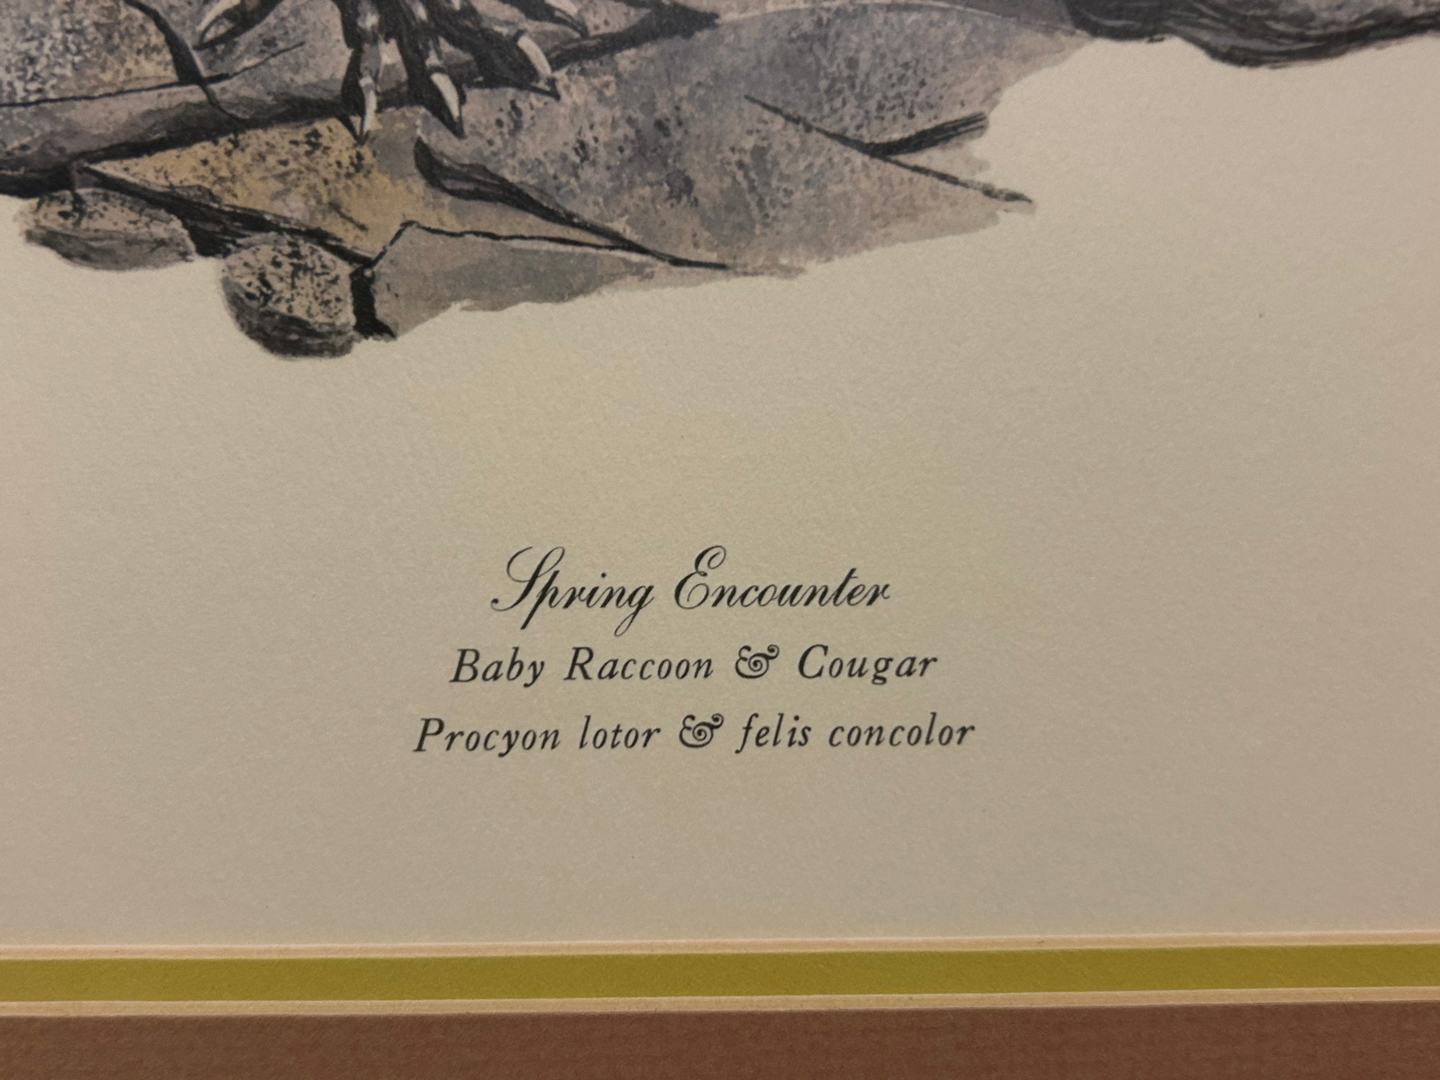 Spring Encounter
Baby Raccoon & Cougar
Procyon lotor & felis concolor